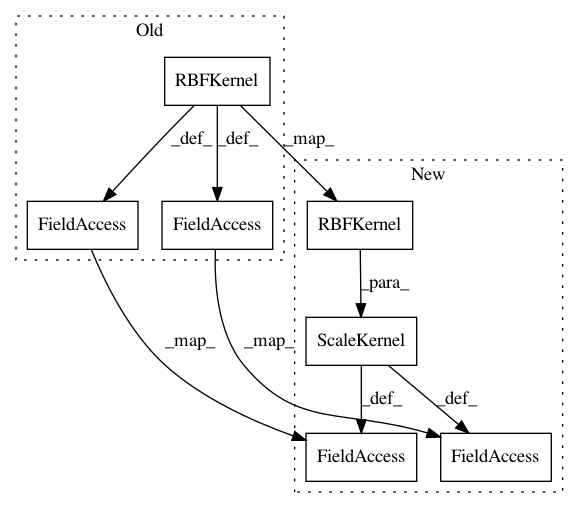 Old
RBFKernel
_def_
_def_
_map_
New
FieldAccess
FieldAccess
RBFKernel
_para_
_map_
_map_
ScaleKernel
_def_
_def_
FieldAccess
FieldAccess